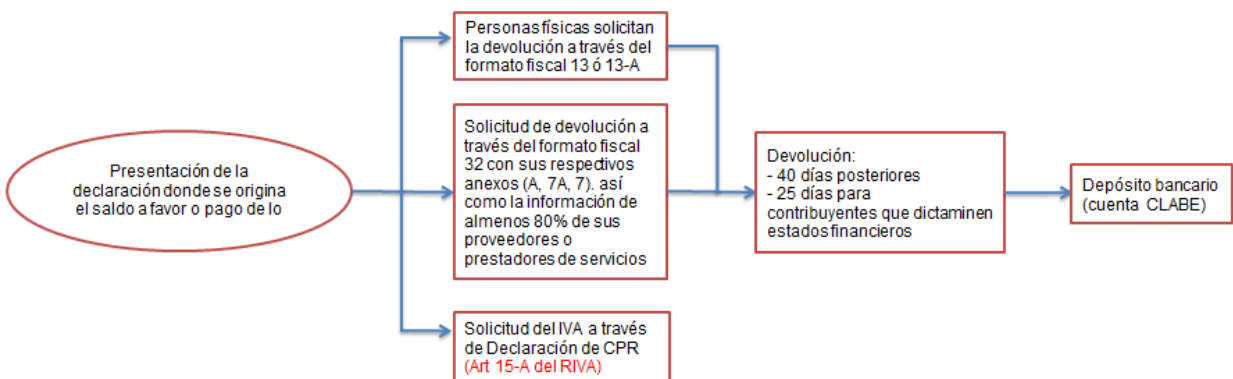 Personas físicas solicitan
la devolución a través del
formato fiscal 13 ó 13-A
Presentación de la
declaración donde se origina
el saldo a favor o pago de lo
Solicitud de devolución a
través del formato fiscal
32 con sus respectivos
anexos (A, 7A, 7). así
como la información de
almenos 80% de sus
proveedores o
prestadores de servicios
Solicitud del IVA a través
de Declaración de CPR
(Art 15-A del RIVA)
Devolución:
- 40 días posteriores
- 25 días para
contribuyentes que dictaminen
estados financieros
Depósito bancario
(cuenta CLABE)